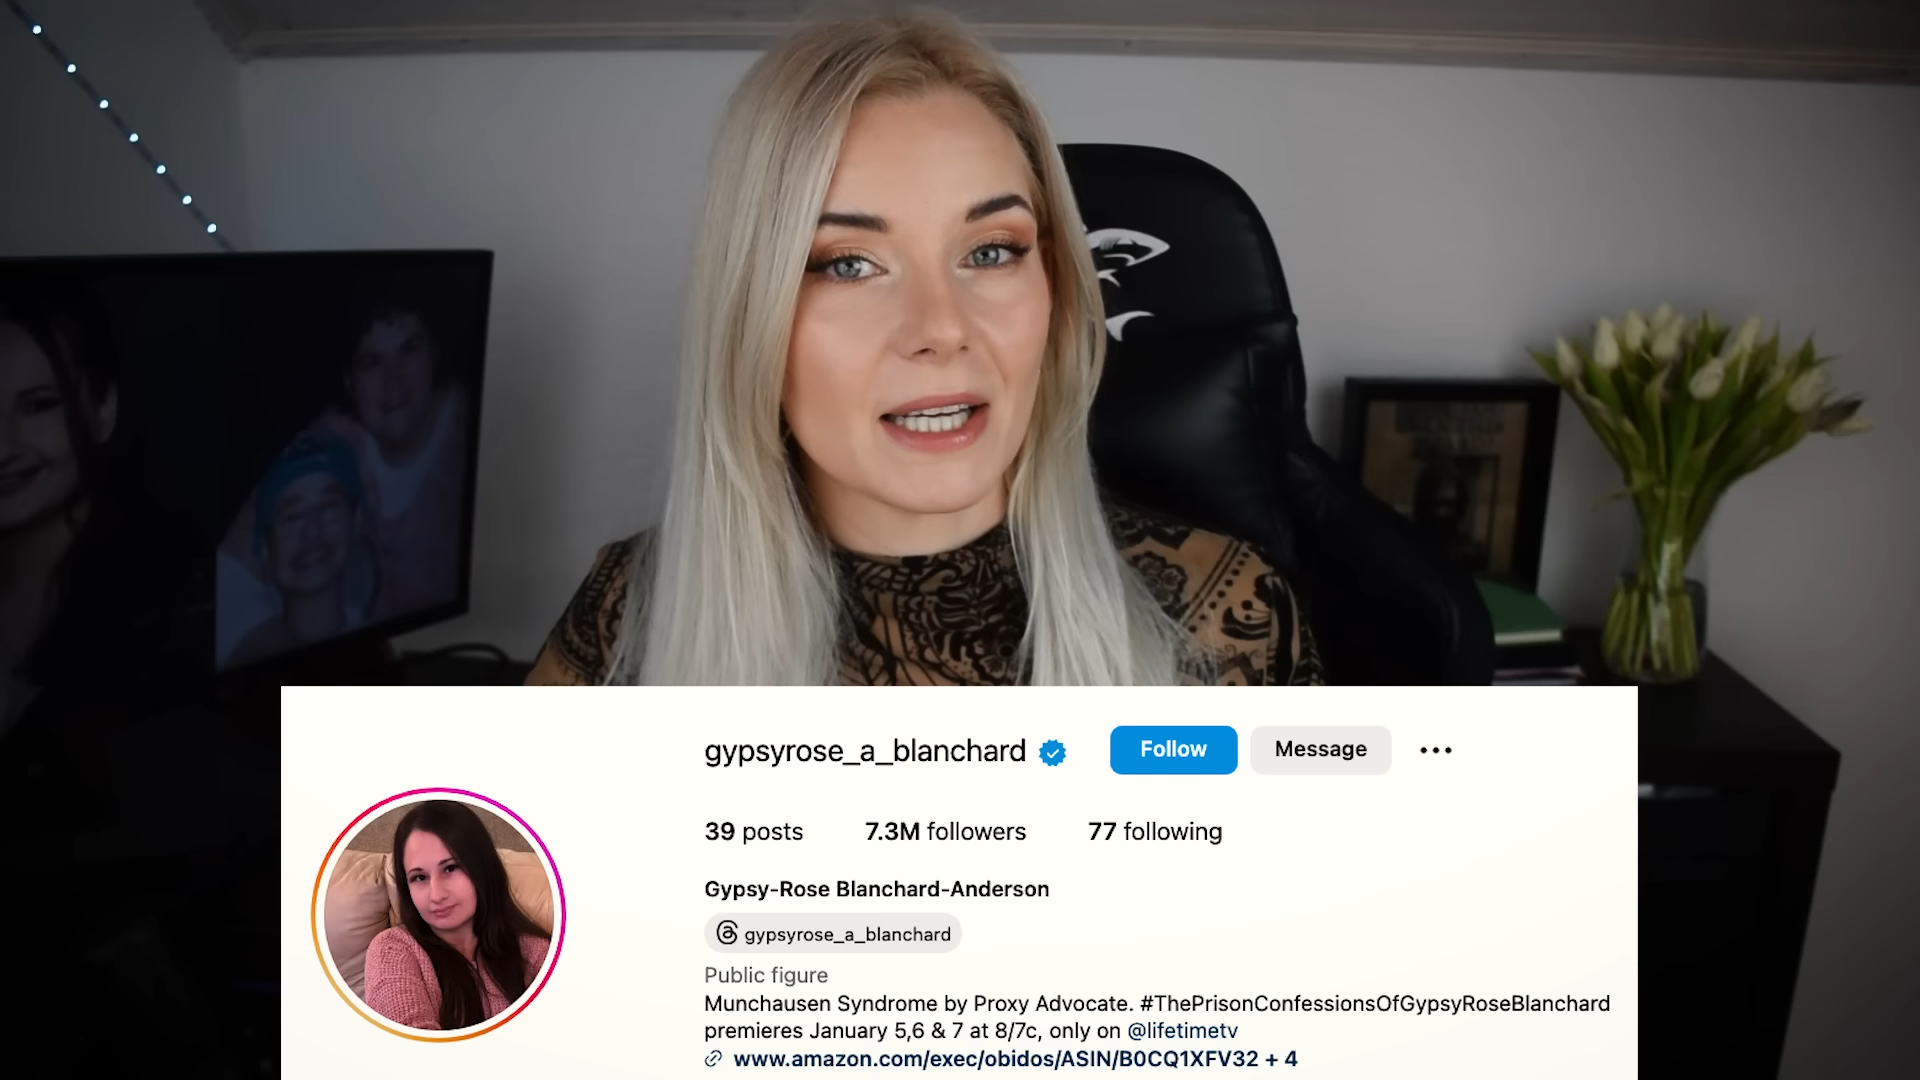 gypsyrose_a_blanchard Follow Message
39 posts 7.3M followers 77 following
Gypsy-Rose Blanchard-Anderson
gypsyrose_a_blanchard
Public figure
Munchausen Syndrome by Proxy Advocate. #ThePrisonConfessionsOfGypsyRoseBlanchard
premieres January 5,6 & 7 at 8/7c, only on @lifetimetv
www.amazon.com/exec/obidos/ASIN/B0CQ1XFV32 + 4